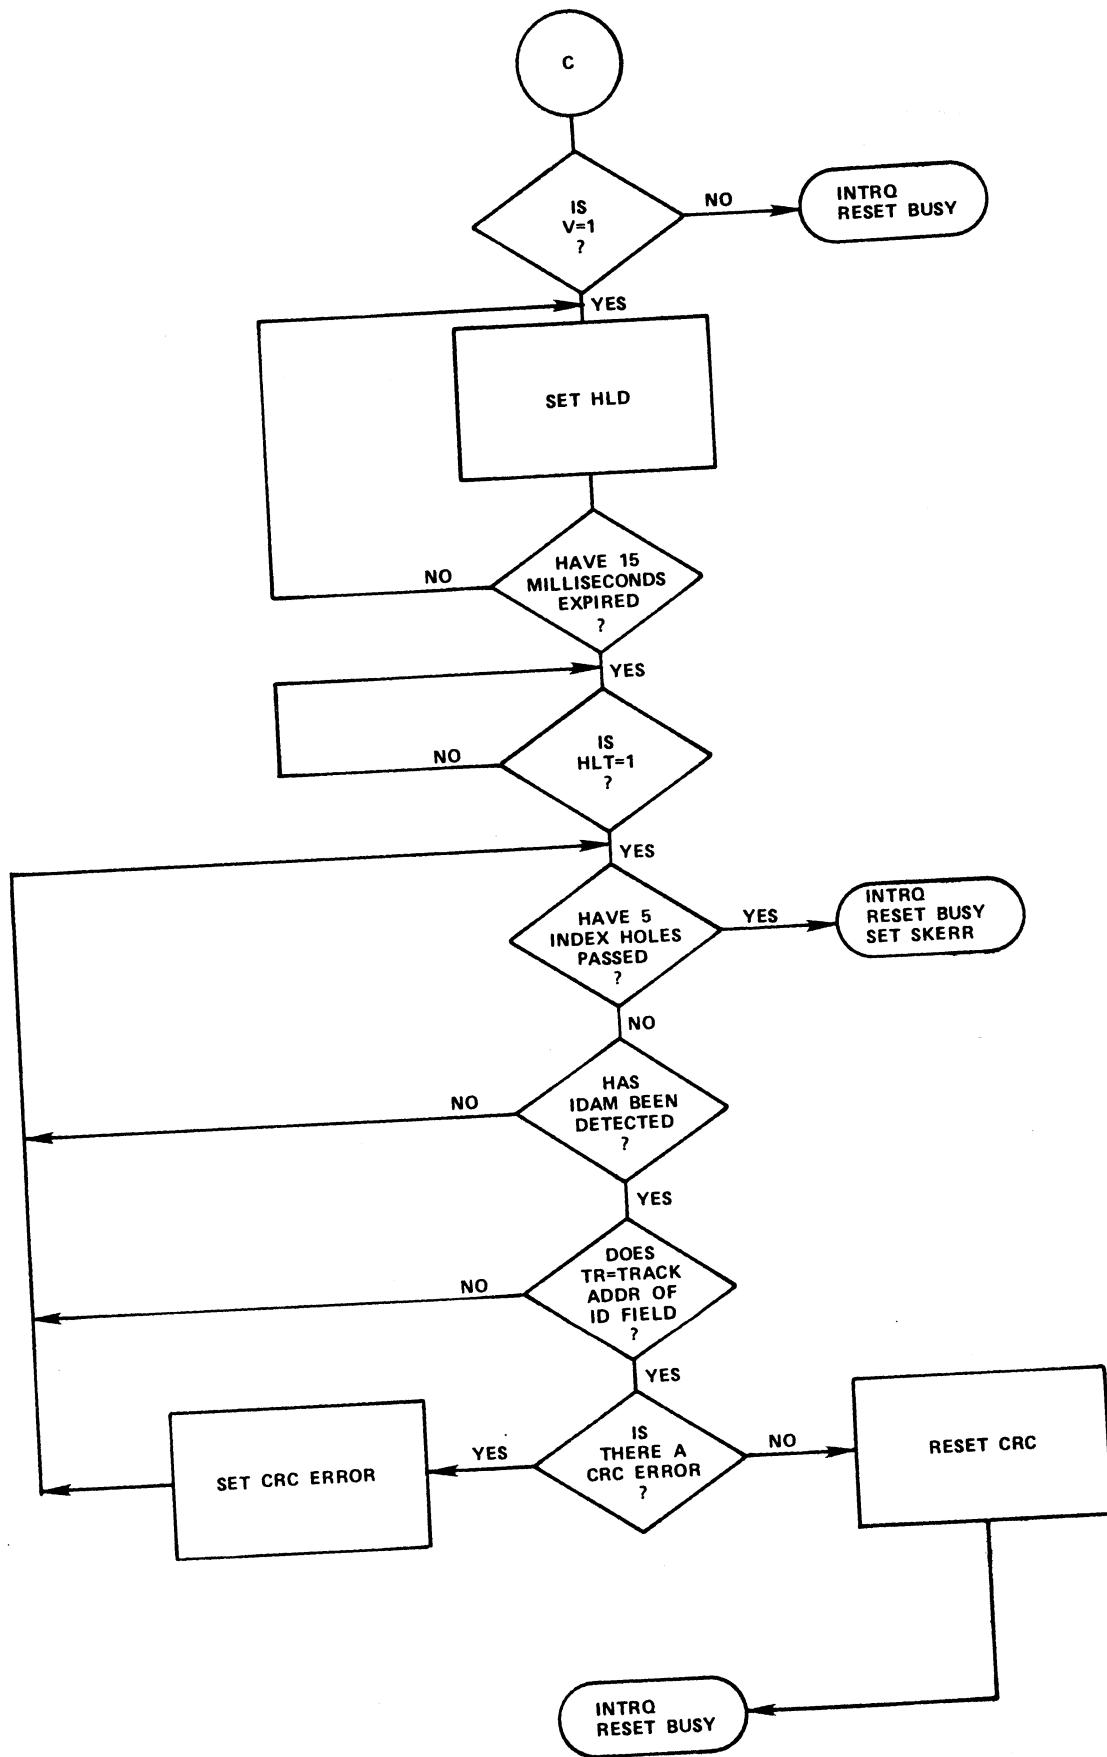 C
IS
V=1
?
NO
INTRQ
RESET BUSY
YES
SET HLD
HAVE 15
MILLISECONDS
EXPIRED
?
NO
YES
IS
HLT=1
?
NO
YES
HAVE 5
INDEX HOLES
PASSED
?
YES
INTRQ
RESET BUSY
SET SKERR
NO
HAS
IDAM BEEN
DETECTED
?
NO
YES
DOES
TR=TRACK
ADDR OF
ID FIELD
?
NO
YES
IS
THERE A
CRC ERROR
?
YES
SET CRC ERROR
NO
RESET CRC
INTRQ
RESET BUSY